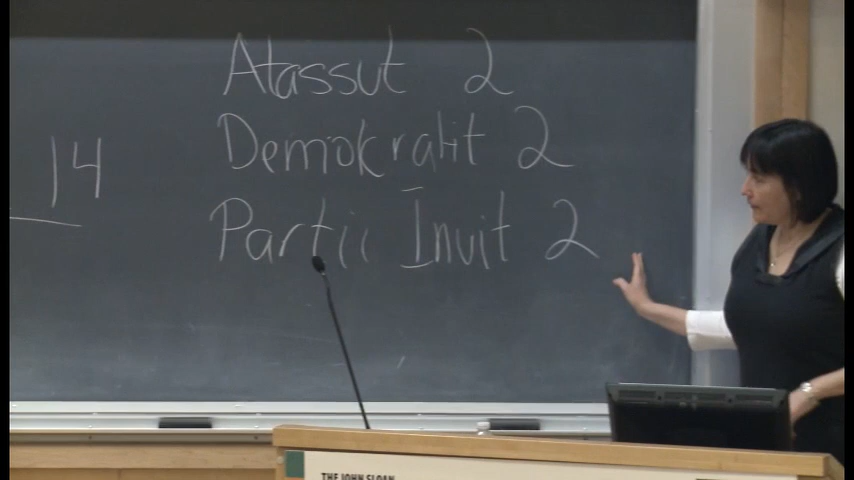 14
Atassut 2
Demokratit 2
Partii Inuit 2
THE JOHN SLOAN